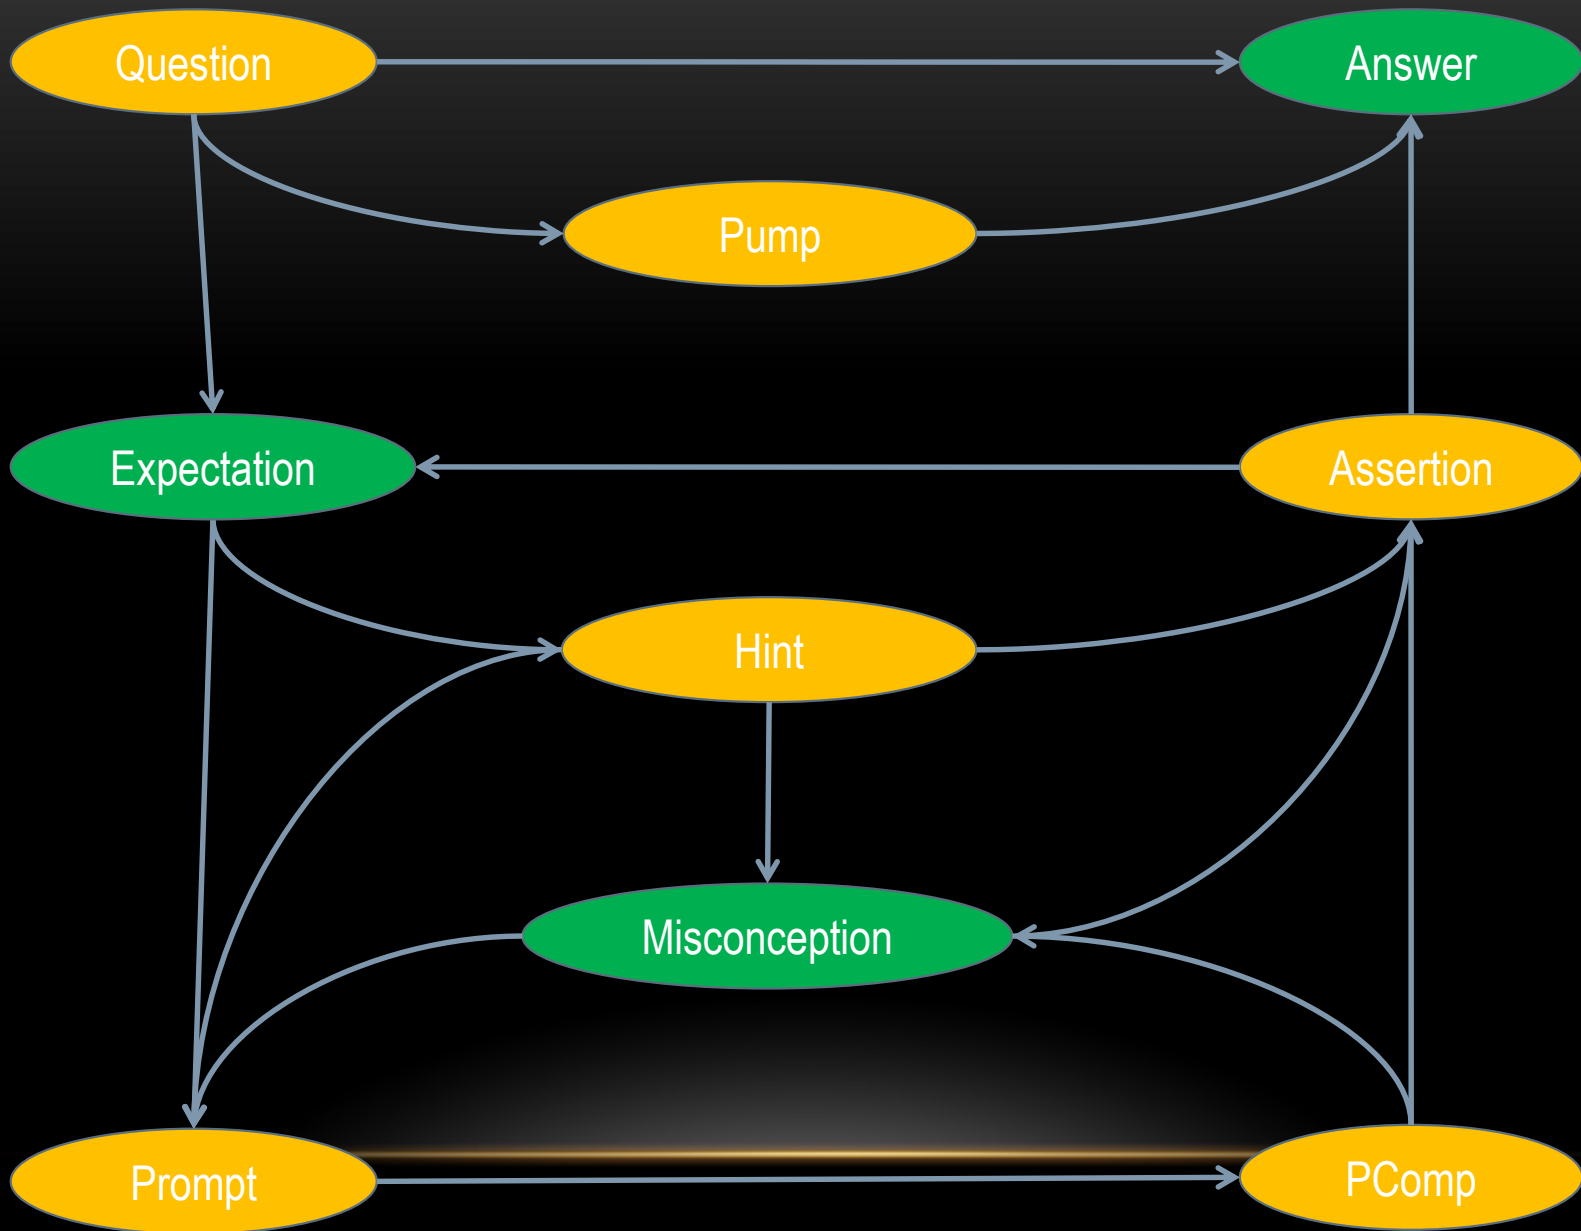 Question
Answer
Pump
Expectation
Assertion
Hint
Misconception
Prompt
PComp